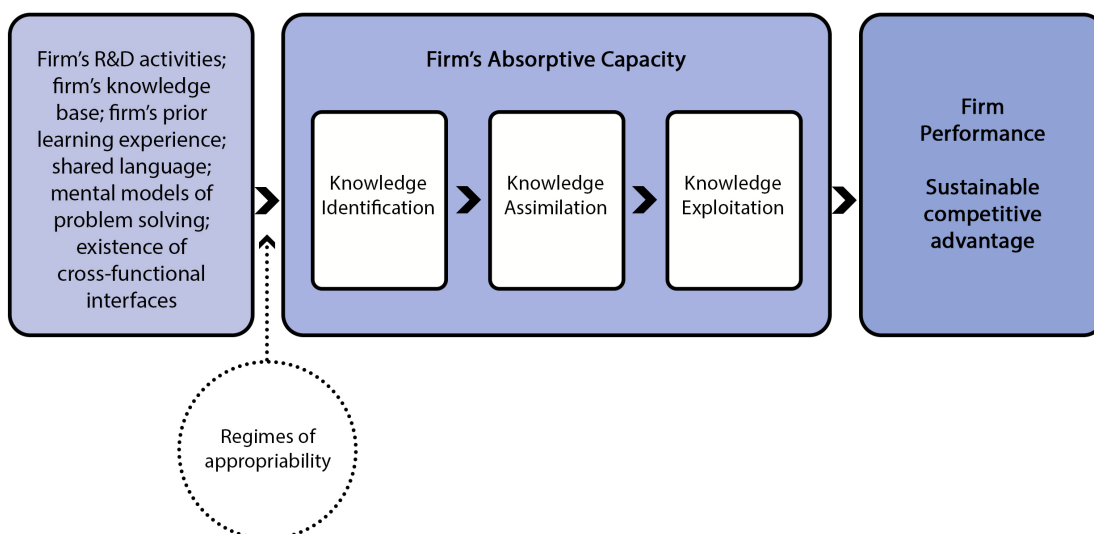 Firm’s R&D activities;
firm’s knowledge
base; firm’s prior
learning experience;
shared language;
mental models of
problem solving;
existence of
cross-functional
interfaces
Firm’s Absorptive Capacity
Knowledge
Identification
Knowledge
Assimilation
Knowledge
Exploitation
Firm
Performance
Sustainable
competitive
advantage
Regimes of
appropriability